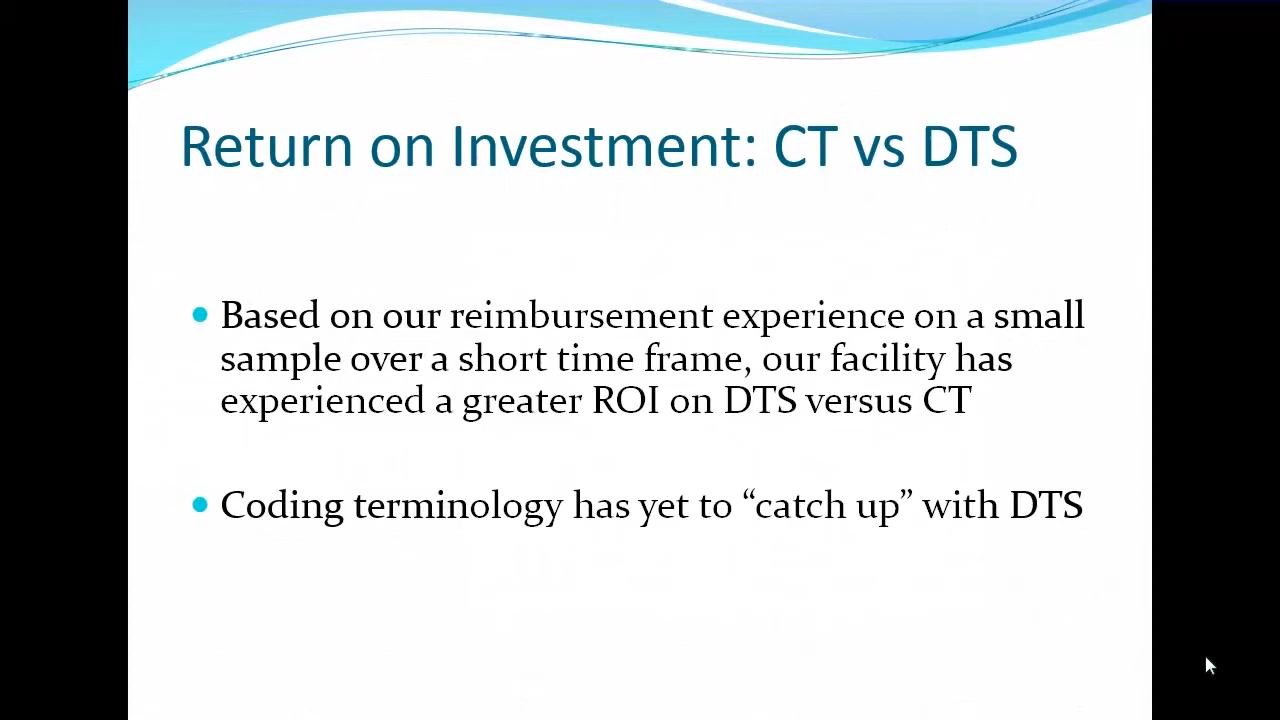 Return on Investment: CT vs DTS
Based on our reimbursement experience on a small
sample over a short time frame, our facility has
experienced a greater ROI on DTS versus CT
Coding terminology has yet to “catch up” with DTS